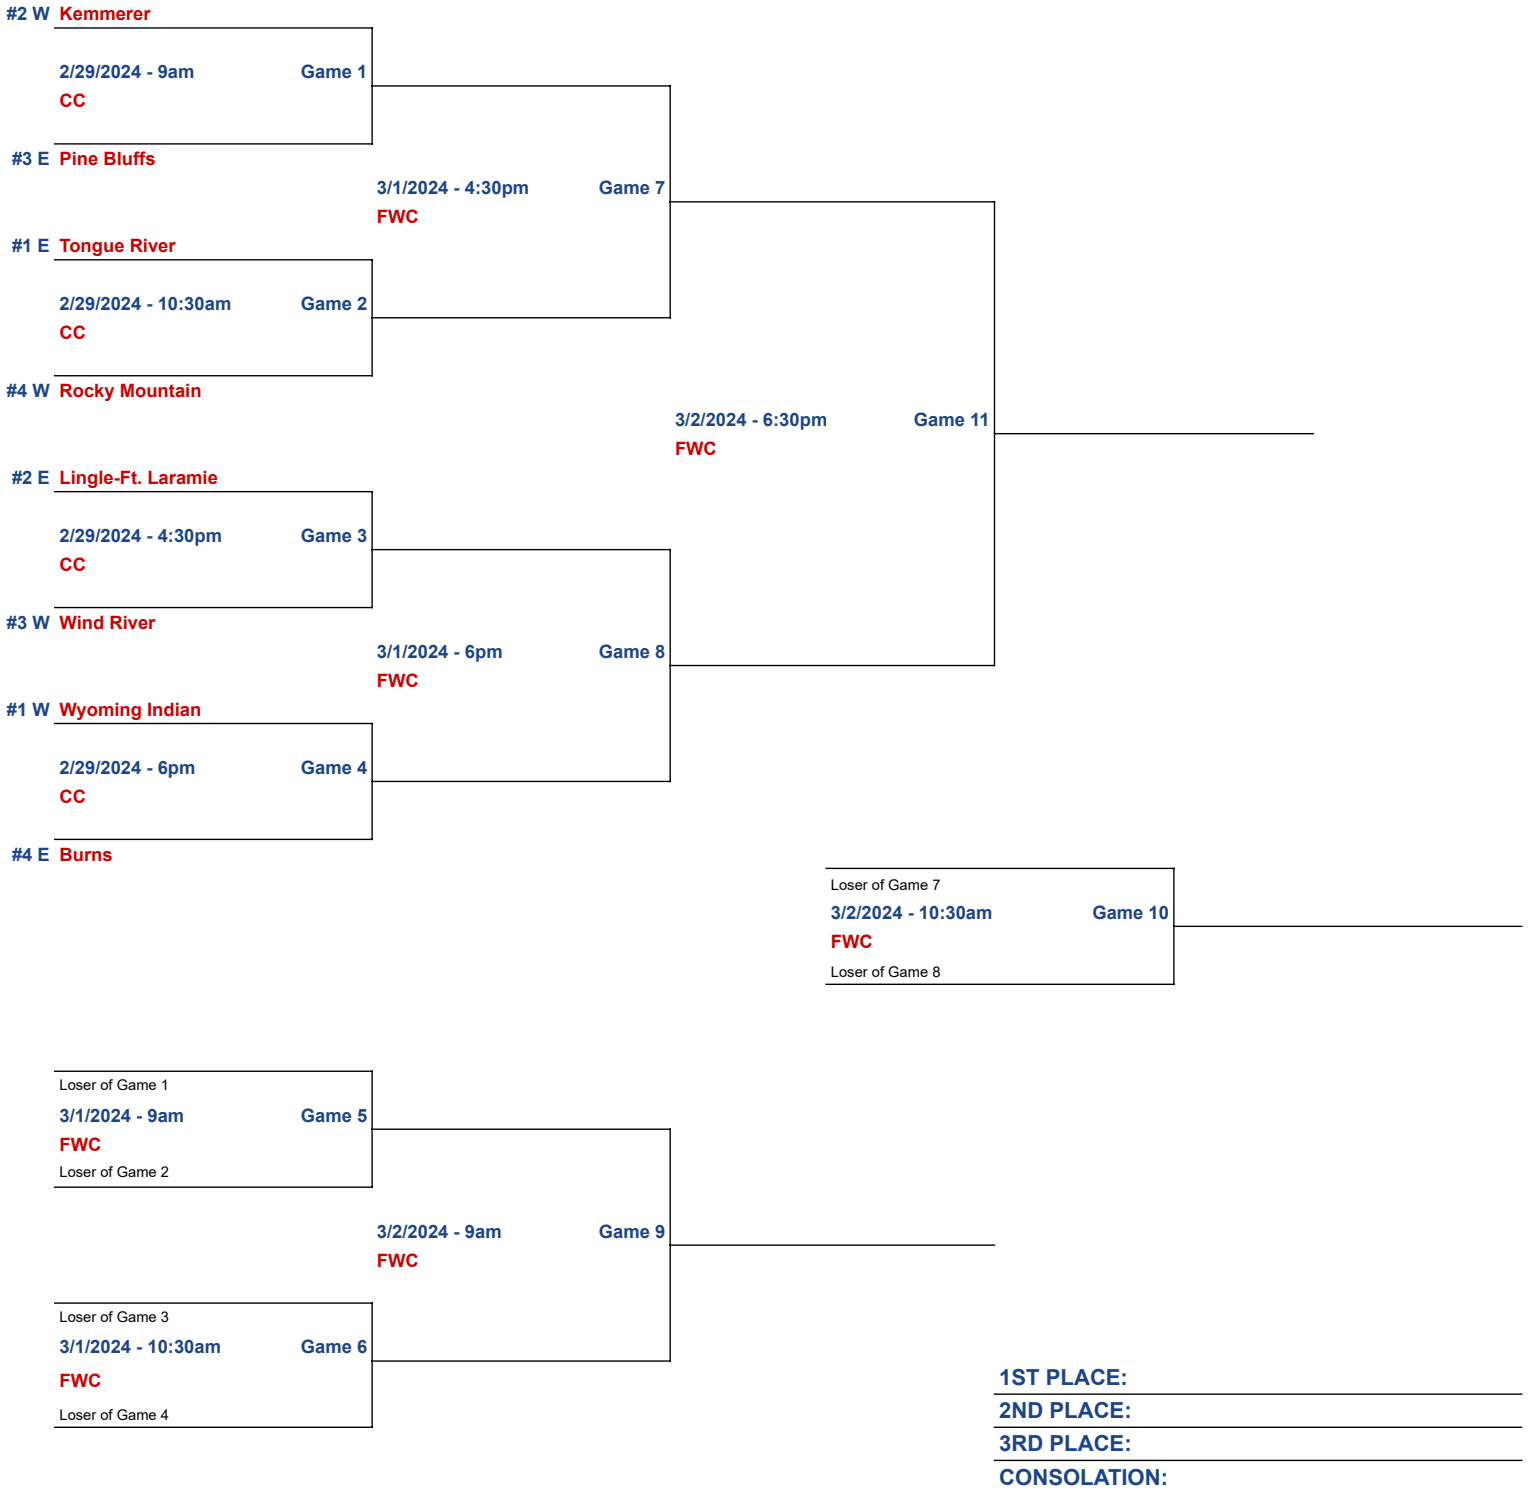 #2 W Kemmerer
2/29/2024 - 9am Game 1
CC
#3 E Pine Bluffs
3/1/2024 - 4:30pm Game 7
FWC
#1 E Tongue River
2/29/2024 - 10:30am Game 2
CC
#4 W Rocky Mountain
3/2/2024 - 6:30pm Game 11
FWC
#2 E Lingle-Ft. Laramie
2/29/2024 - 4:30pm Game 3
CC
#3 W Wind River
3/1/2024 - 6pm Game 8
FWC
#1 W Wyoming Indian
2/29/2024 - 6pm Game 4
CC
#4 E Burns
Loser of Game 7
3/2/2024 - 10:30am Game 10
FWC
Loser of Game 8
Loser of Game 1
3/1/2024 - 9am Game 5
FWC
Loser of Game 2
3/2/2024 - 9am Game 9
FWC
Loser of Game 3
3/1/2024 - 10:30am Game 6
FWC
Loser of Game 4
1ST PLACE:
2ND PLACE:
3RD PLACE:
CONSOLATION: